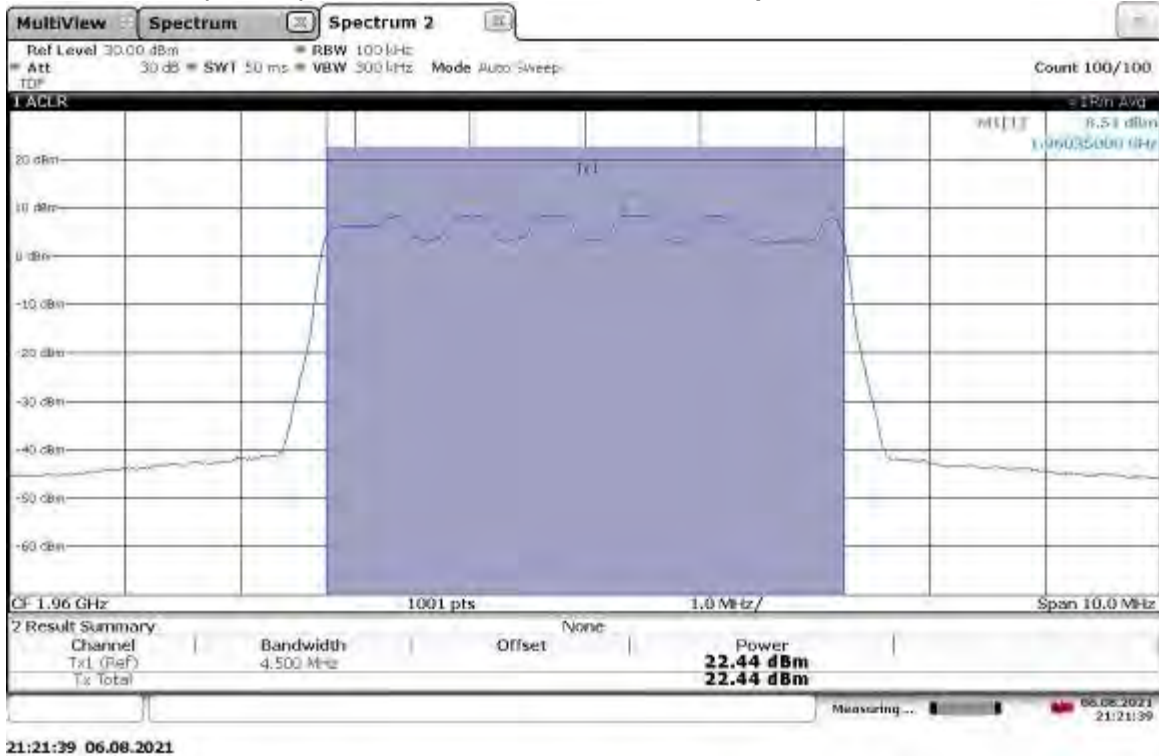 MultiView Spectrum Spectrum 2
Ref Level 30.00 dBm RBW 100 kHz
Att 30 dB SWT 50 ms VBW 300 kHz Mode Auto Sweep Count 100/100
TDF
1 ACLR 1Rm Avg
M1[1] 8.51 dBm
1.96035000 GHz
20 dBm
Tx1
10 dBm
0 dBm
-10 dBm
-20 dBm
-30 dBm
-40 dBm
-50 dBm
-60 dBm
CF 1.96 GHz 1001 pts 1.0 MHz/ Span 10.0 MHz
2 Result Summary None
Channel Bandwidth Offset Power
Tx1 (Ref) 4.500 MHz 22.44 dBm
Tx Total 22.44 dBm
Measuring... 06.08.2021
21:21:39
21:21:39 06.08.2021